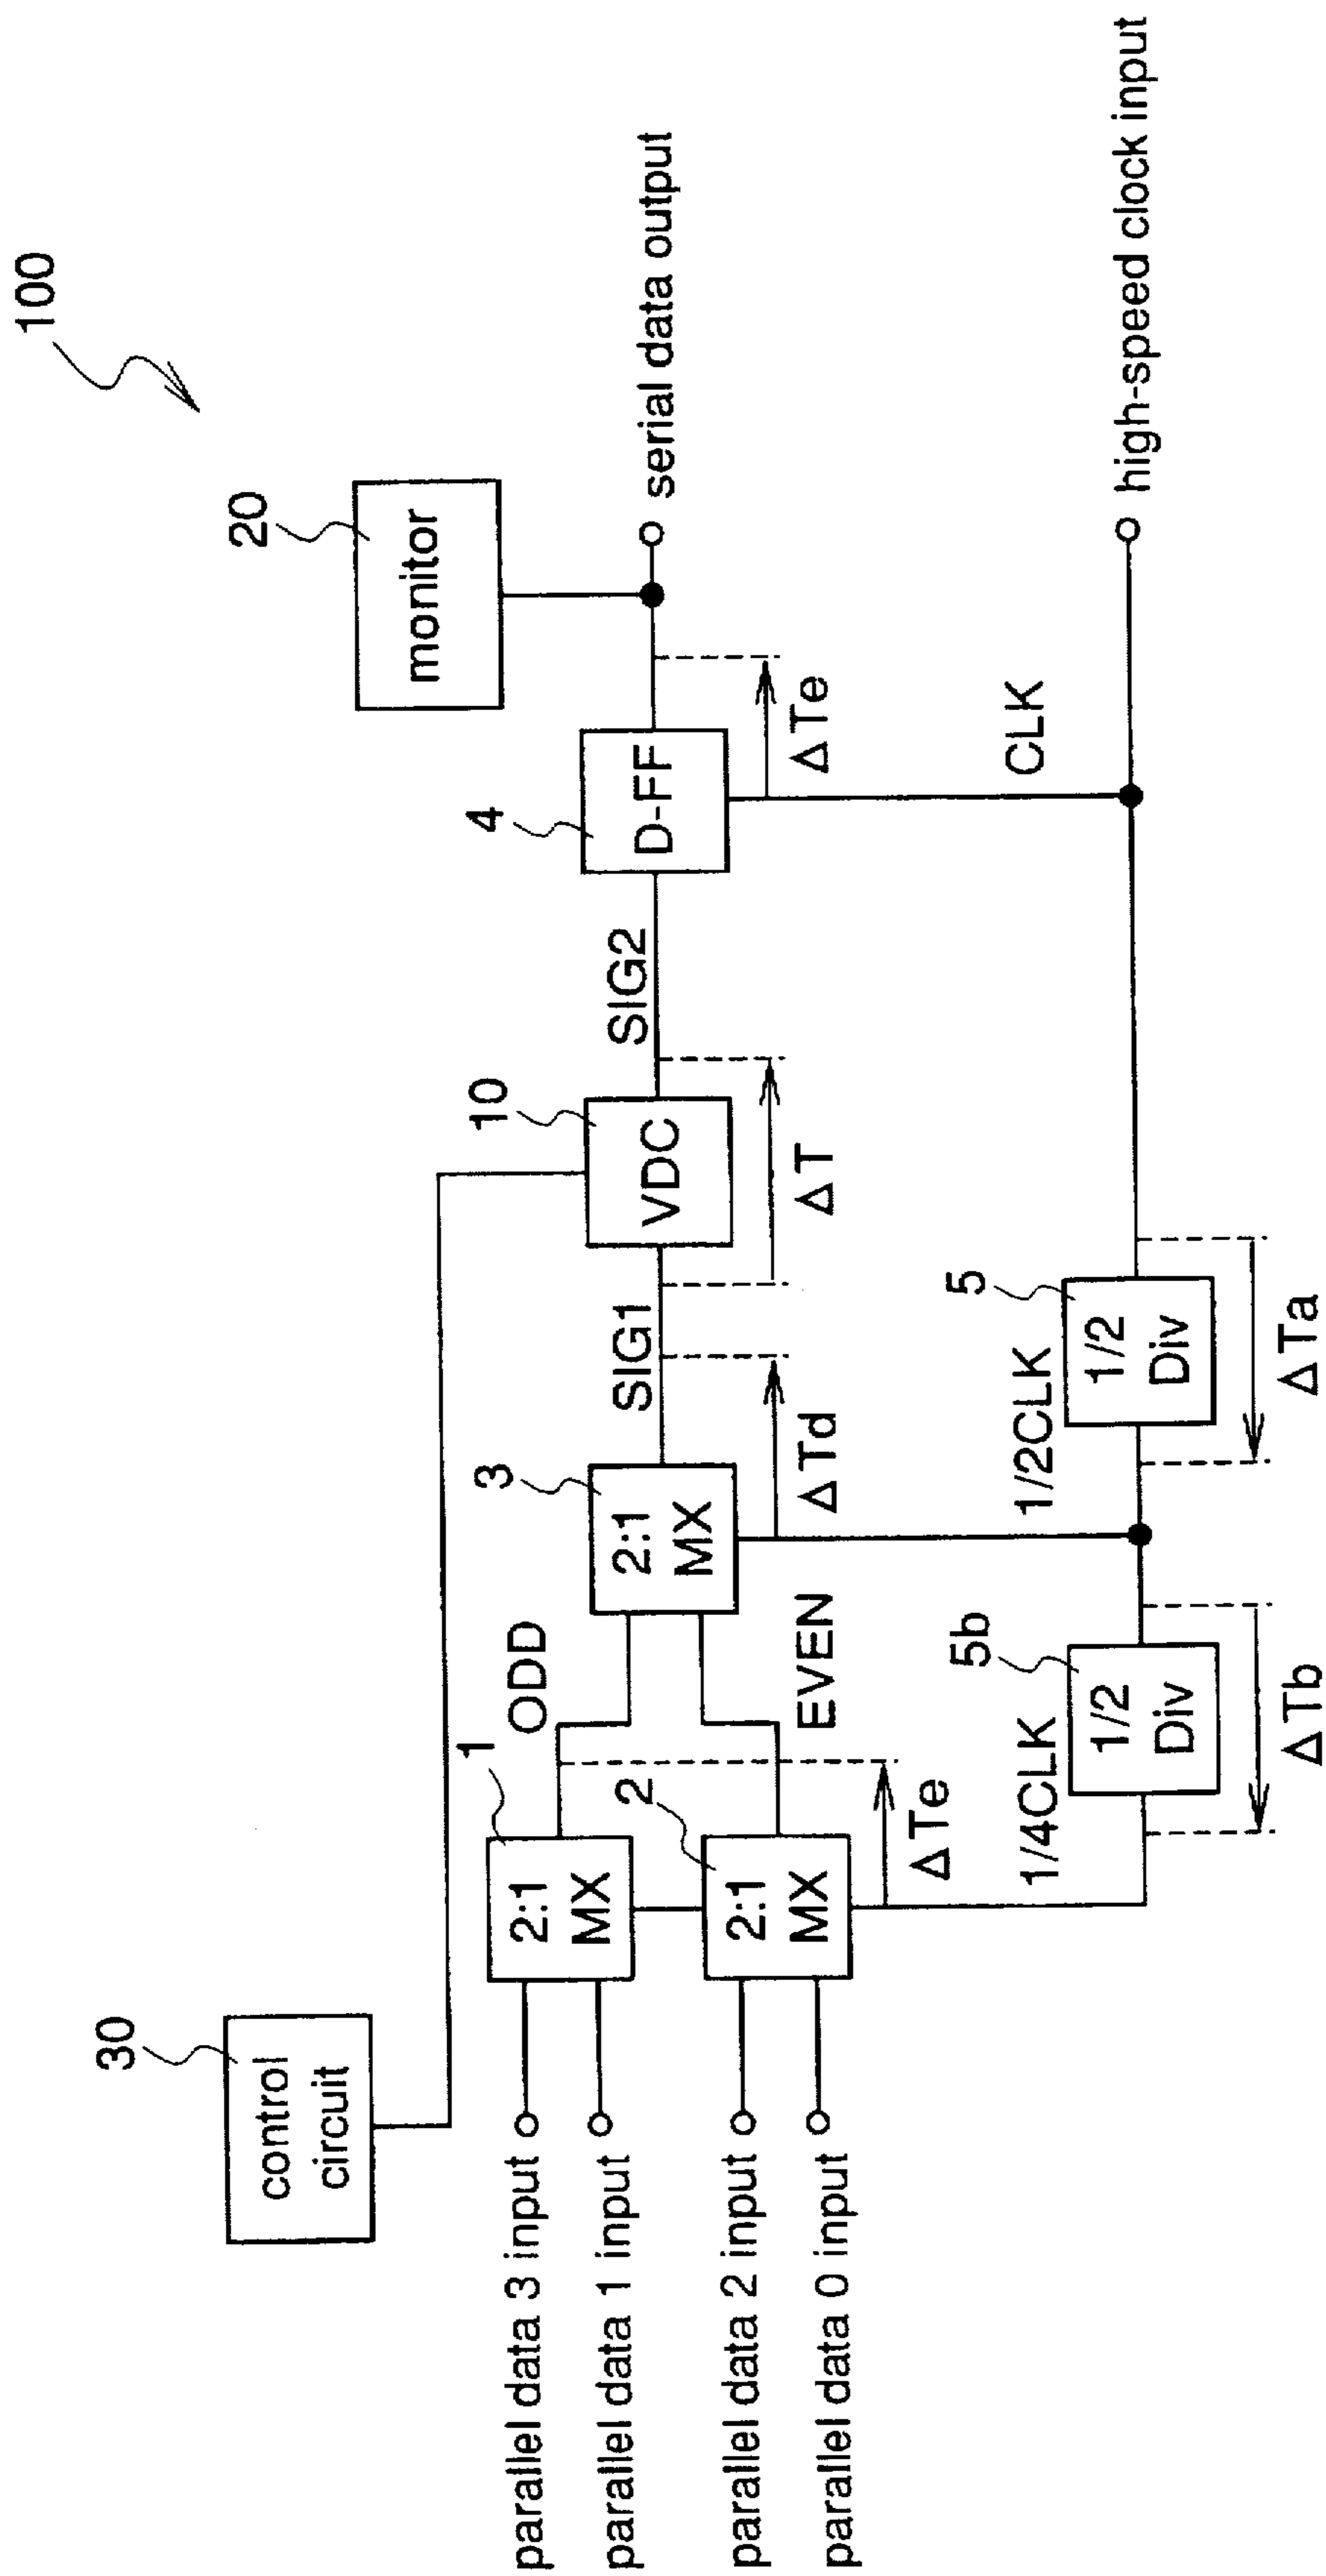 100
20
monitor
serial data output
30
control
circuit
10
VDC
SIG2
4
D-FF
ΔTe
CLK
high-speed clock input
3
2:1
MX
SIG1
ΔTd
ΔT
ODD
EVEN
1
2:1
MX
2
2:1
MX
ΔTe
parallel data 3 input
parallel data 1 input
parallel data 2 input
parallel data 0 input
1/4CLK
5b
1/2
Div
ΔTb
1/2CLK
5
1/2
Div
ΔTa